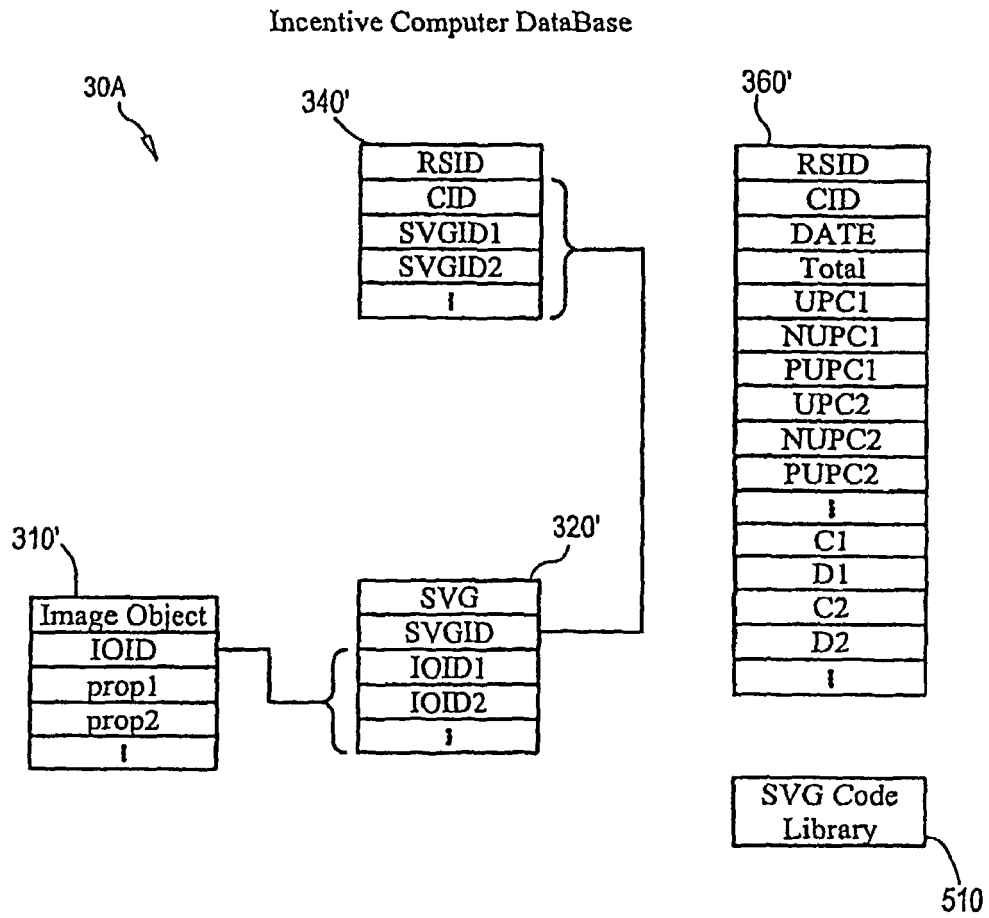 Incentive Computer DataBase
30A
340'
RSID
CID
SVGID1
SVGID2
360'
RSID
CID
DATE
Total
UPC1
NUPC1
PUPC1
UPC2
NUPC2
PUPC2
C1
D1
C2
D2
310'
Image Object
IOID
prop1
prop2
320'
SVG
SVGID
IOID1
IOID2
SVG Code
Library
510